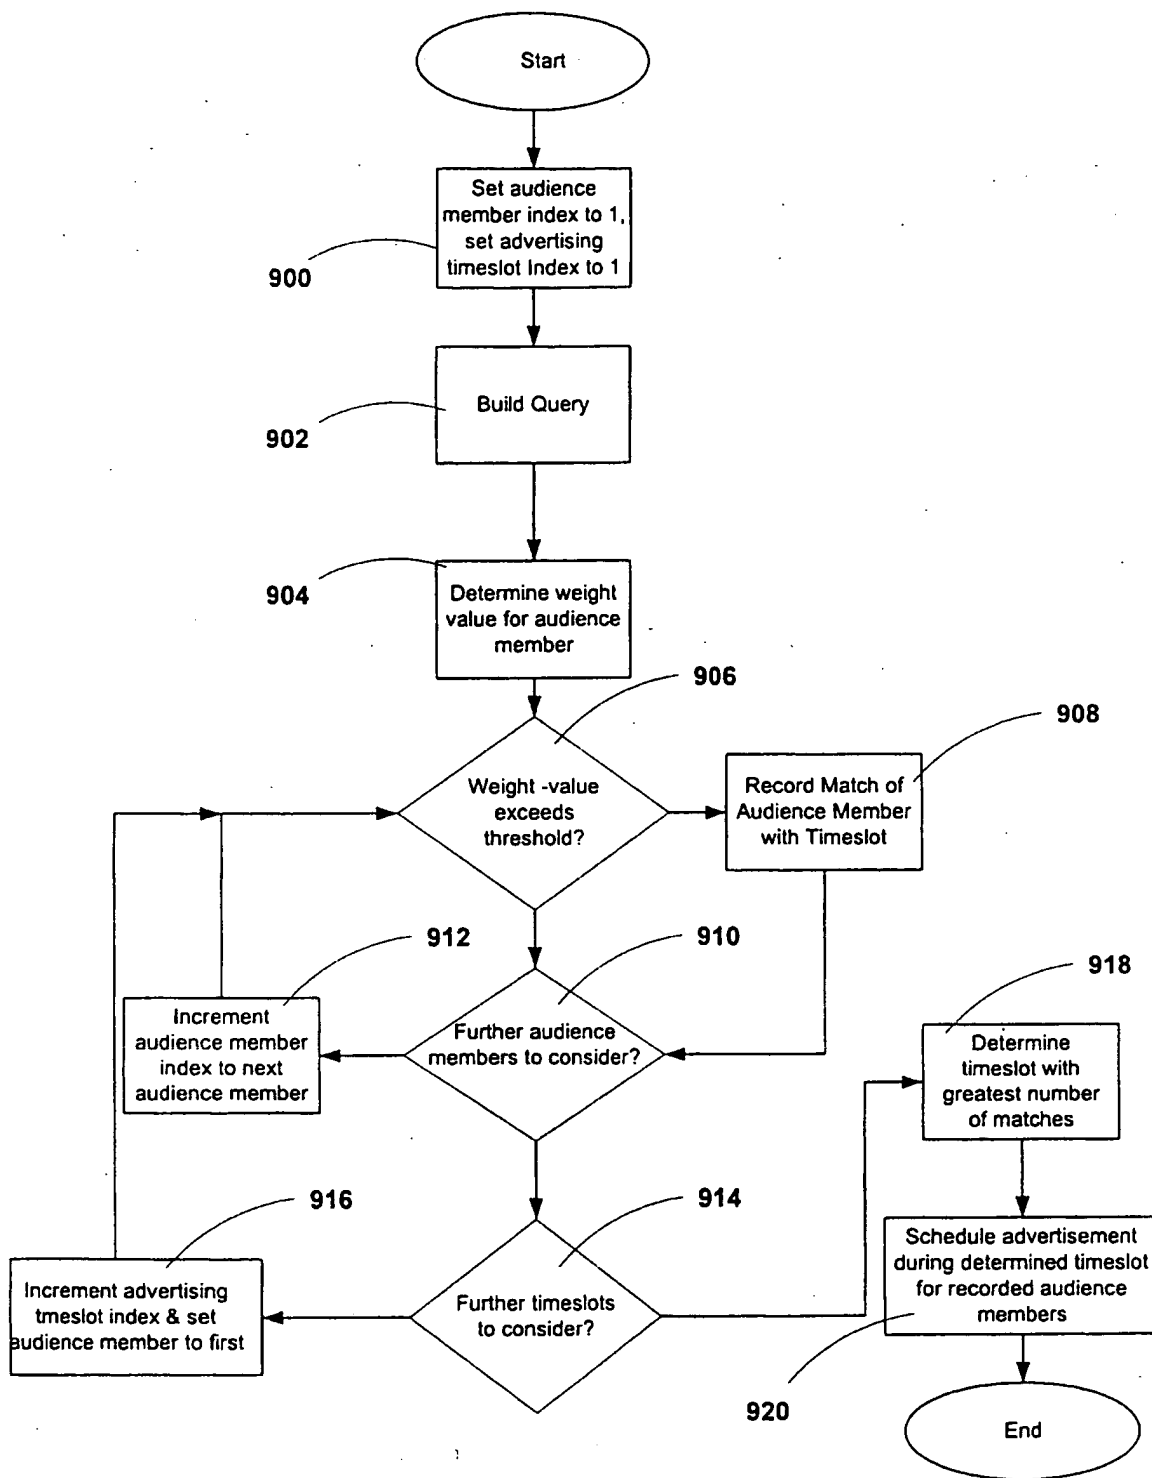 Start
Set audience
member index to 1,
set advertising
timeslot Index to 1
900
Build Query
902
904
Determine weight
value for audience
member
906
908
Weight -value
exceeds
threshold?
Record Match of
Audience Member
with Timeslot
912
910
918
Increment
audience member
index to next
audience member
Further audience
members to consider?
Determine
timeslot with
greatest number
of matches
916
914
Increment advertising
tmeslot index & set
audience member to first
Further timeslots
to consider?
Schedule advertisement
during determined timeslot
for recorded audience
members
920
End